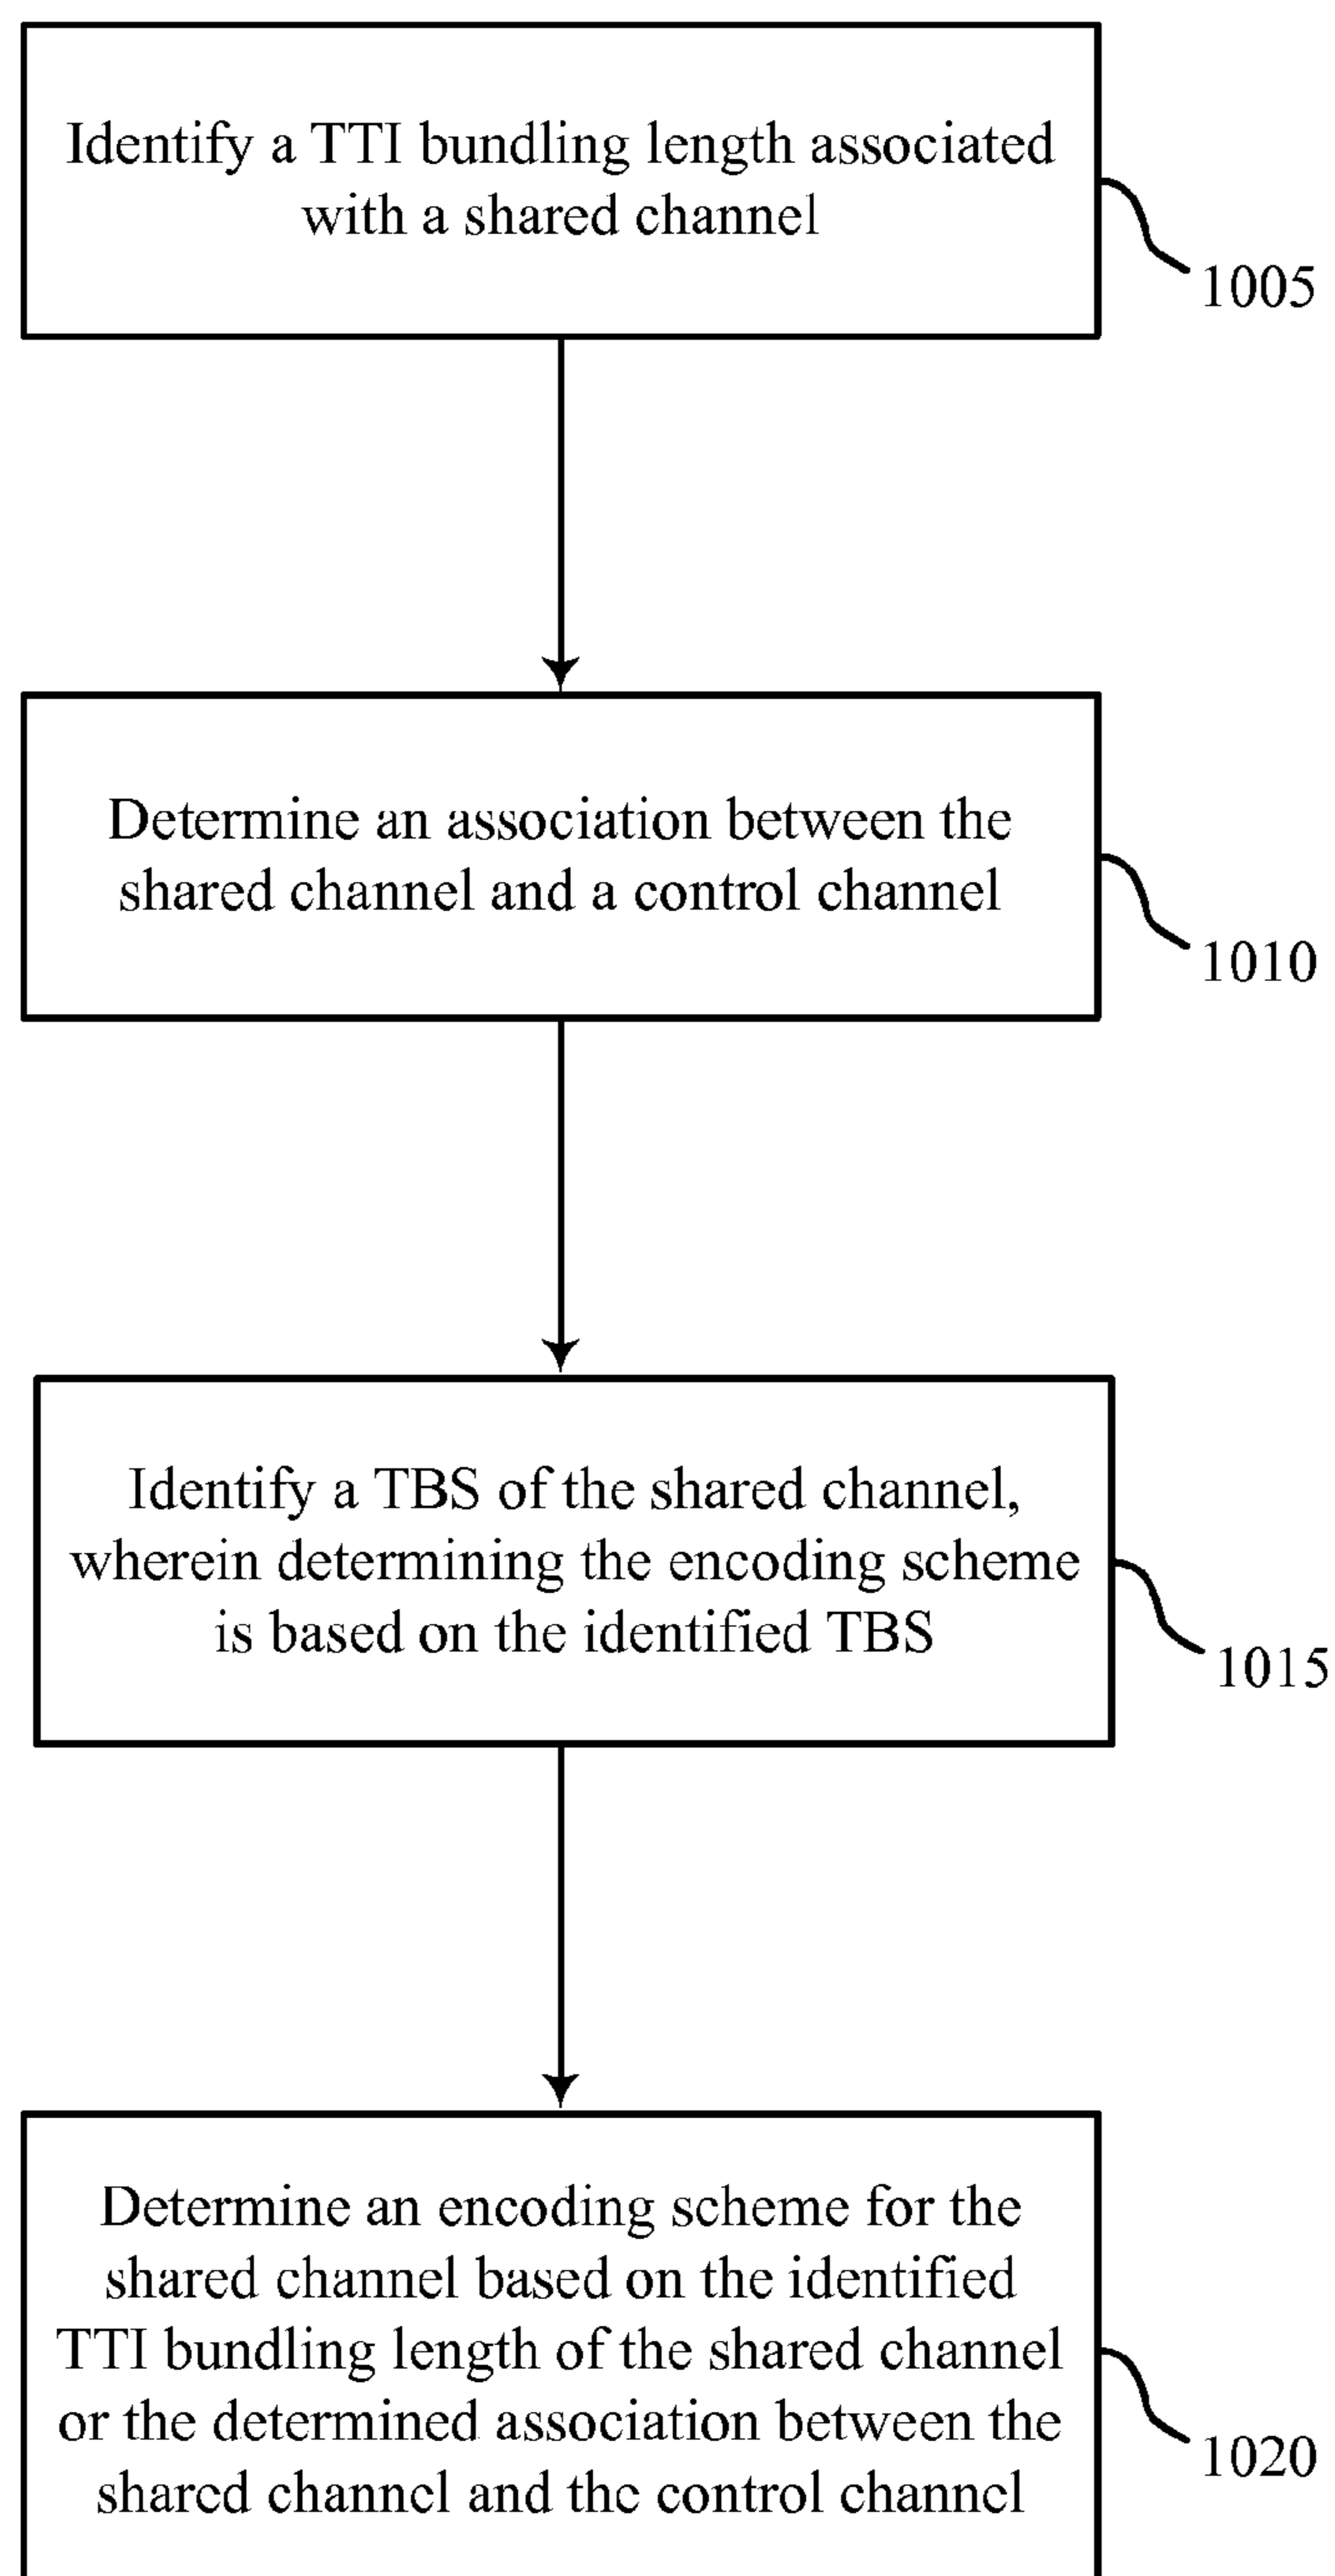 Identify a TTI bundling length associated
with a shared channel
1005
Determine an association between the
shared channel and a control channel
1010
Identify a TBS of the shared channel,
wherein determining the encoding scheme
is based on the identified TBS
1015
Determine an encoding scheme for the
shared channel based on the identified
TTI bundling length of the shared channel
or the determined association between the
shared channel and the control channel
1020